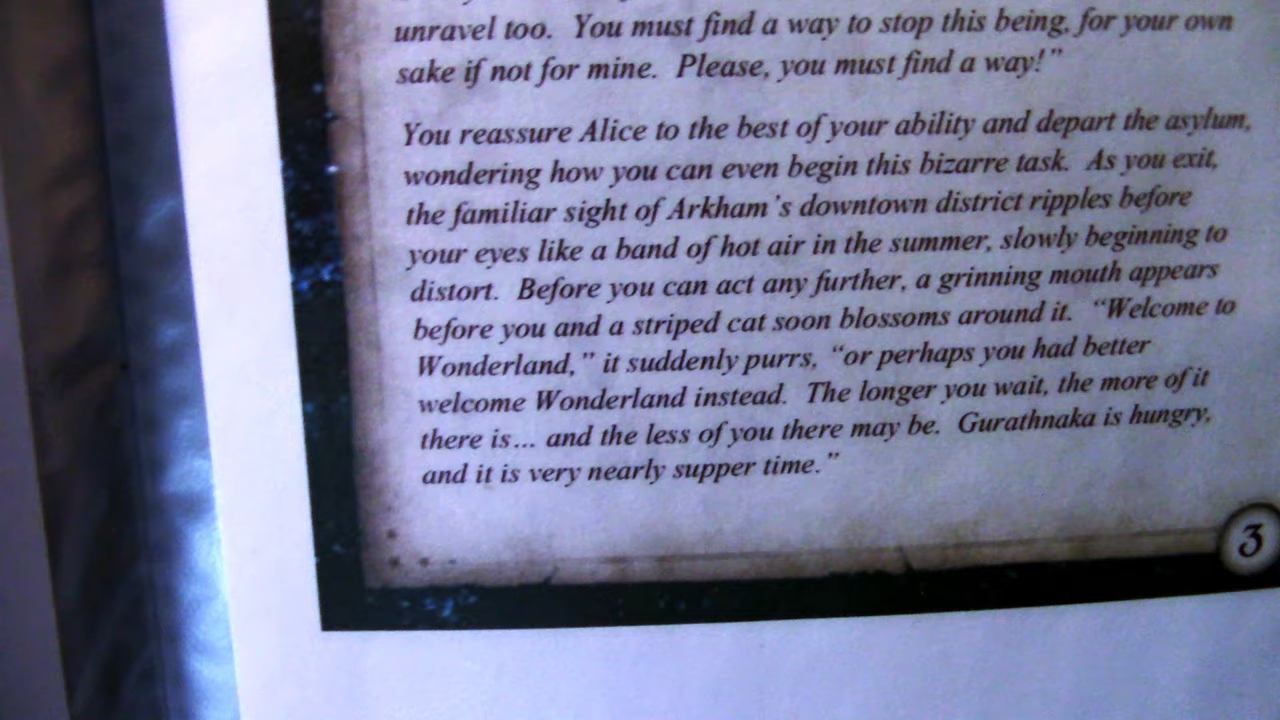 unravel too. You must find a way to stop this being, for your own
sake if not for mine. Please, you must find a way!”
You reassure Alice to the best of your ability and depart the asylum,
wondering how you can even begin this bizarre task. As you exit,
the familiar sight of Arkham’s downtown district ripples before
your eyes like a band of hot air in the summer, slowly beginning to
distort. Before you can act any further, a grinning mouth appears
before you and a striped cat soon blossoms around it. “Welcome to
Wonderland,” it suddenly purrs, “or perhaps you had better
welcome Wonderland instead. The longer you wait, the more of it
there is... and the less of you there may be. Gurathnaka is hungry,
and it is very nearly supper time.”
3